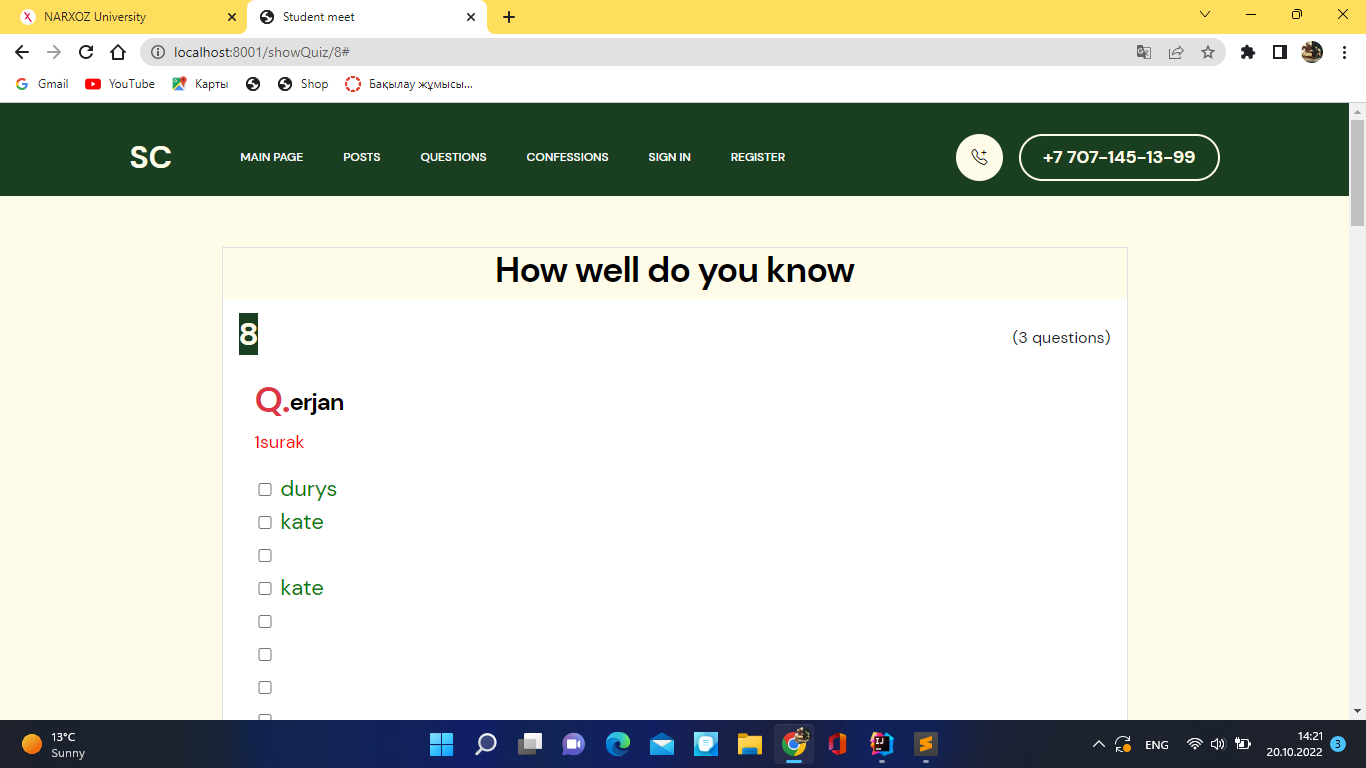 NARXOZ University
Student meet
localhost:8001/showQuiz/8#
Gmail
YouTube
Карты
Shop
Бақылау жұмысы...
SC
MAIN PAGE
POSTS
QUESTIONS
CONFESSIONS
SIGN IN
REGISTER
+7 707-145-13-99
How well do you know
8
(3 questions)
Q.erjan
1surak
durys
kate
kate
13°C
Sunny
ENG
14:21
20.10.2022
3